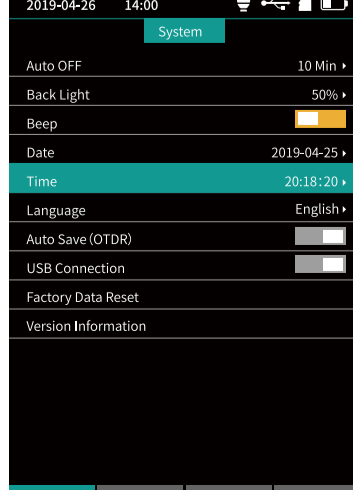 2019-04-26 14:00
System
Auto OFF 10 Min
Back Light 50%
Beep
Date 2019-04-25
Time 20:18:20
Language English
Auto Save (OTDR)
USB Connection
Factory Data Reset
Version Information